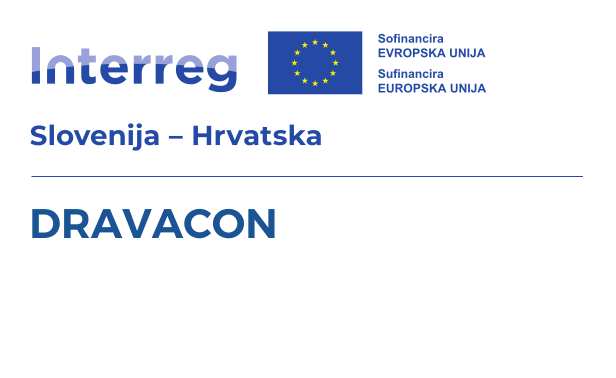 Interreg
Sofinancira
EVROPSKA UNIJA
Sufinancira
EUROPSKA UNIJA
Slovenija – Hrvatska
DRAVACON